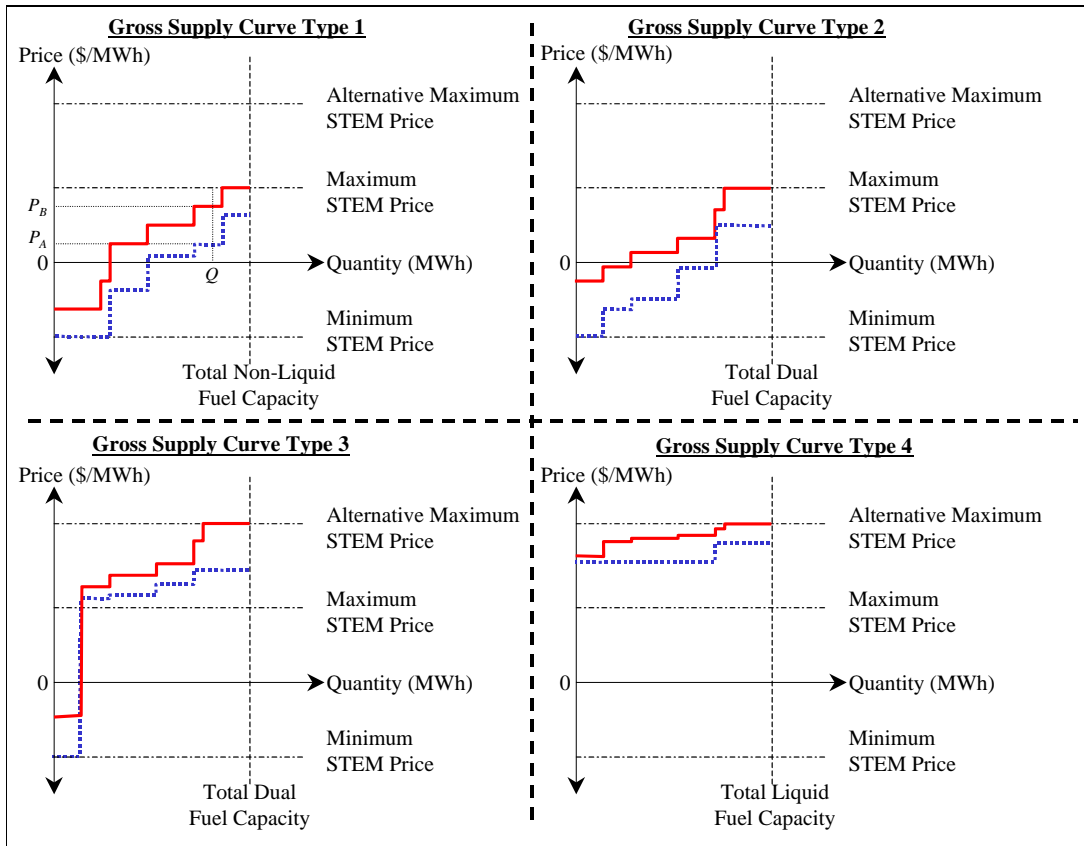 Gross Supply Curve Type 1
Price ($/MWh)
Alternative Maximum
STEM Price
Maximum
STEM Price
P_B
P_A
0
Q
Quantity (MWh)
Minimum
STEM Price
Total Non-Liquid
Fuel Capacity
Gross Supply Curve Type 2
Price ($/MWh)
Alternative Maximum
STEM Price
Maximum
STEM Price
0
Quantity (MWh)
Minimum
STEM Price
Total Dual
Fuel Capacity
Gross Supply Curve Type 3
Price ($/MWh)
Alternative Maximum
STEM Price
Maximum
STEM Price
0
Quantity (MWh)
Minimum
STEM Price
Total Dual
Fuel Capacity
Gross Supply Curve Type 4
Price ($/MWh)
Alternative Maximum
STEM Price
Maximum
STEM Price
0
Quantity (MWh)
Minimum
STEM Price
Total Liquid
Fuel Capacity